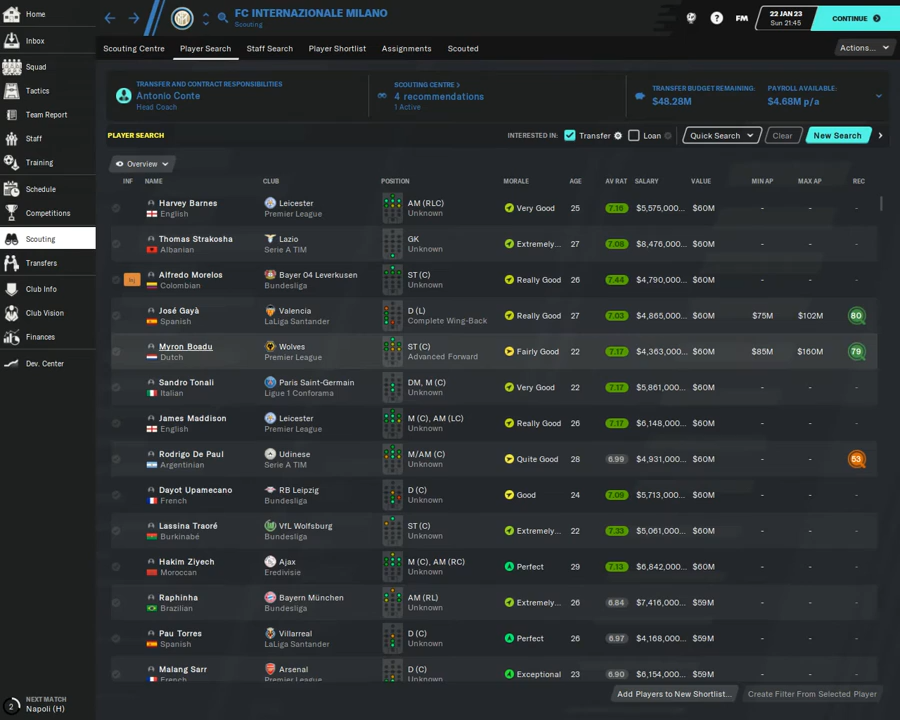 Home
Inbox
Squad
Tactics
Team Report
Staff
Training
Schedule
Competitions
Scouting
Transfers
Club Info
Club Vision
Finances
Dev. Center
2 NEXT MATCH
Napoli (H)
FC INTERNAZIONALE MILANO
Scouting
? FM 22 JAN 23
Sun 21:45
CONTINUE
Scouting Centre Player Search Staff Search Player Shortlist Assignments Scouted Actions...
TRANSFER AND CONTRACT RESPONSIBILITIES
Antonio Conte
Head Coach
SCOUTING CENTRE >
4 recommendations
1 Active
TRANSFER BUDGET REMAINING:
$48.28M
PAYROLL AVAILABLE:
$4.68M p/a
PLAYER SEARCH INTERESTED IN: Transfer Loan Quick Search Clear New Search
Overview
INF NAME CLUB POSITION MORALE AGE AV RAT SALARY VALUE MIN AP MAX AP REC
Harvey Barnes Leicester AM (RLC) Very Good 25 7.16 $5,575,000... $60M - -
English Premier League Unknown
Thomas Strakosha Lazio GK Extremely... 27 7.08 $8,476,000... $60M - -
Albanian Serie A TIM Unknown
Alfredo Morelos Bayer 04 Leverkusen ST (C) Really Good 26 7.44 $4,790,000... $60M - -
Inj Colombian Bundesliga Unknown
José Gayà Valencia D (L) Really Good 27 7.03 $4,865,000... $60M $75M $102M 80
Spanish LaLiga Santander Complete Wing-Back
Myron Boadu Wolves ST (C) Fairly Good 22 7.17 $4,363,000... $60M $85M $160M 79
Dutch Premier League Advanced Forward
Sandro Tonali Paris Saint-Germain DM, M (C) Very Good 22 7.17 $5,861,000... $60M - -
Italian Ligue 1 Conforama Unknown
James Maddison Leicester M (C), AM (LC) Really Good 26 7.17 $6,148,000... $60M - -
English Premier League Unknown
Rodrigo De Paul Udinese M/AM (C) Quite Good 28 6.99 $4,931,000... $60M - - 53
Argentinian Serie A TIM Unknown
Dayot Upamecano RB Leipzig D (C) Good 24 7.09 $5,713,000... $60M - -
French Bundesliga Unknown
Lassina Traoré VfL Wolfsburg ST (C) Extremely... 22 7.33 $5,061,000... $60M - -
Burkinabé Bundesliga Unknown
Hakim Ziyech Ajax M (C), AM (RC) Perfect 29 7.13 $6,842,000... $60M - -
Moroccan Eredivisie Unknown
Raphinha Bayern München AM (RL) Extremely... 26 6.84 $7,416,000... $59M - -
Brazilian Bundesliga Unknown
Pau Torres Villarreal D (C) Perfect 26 6.97 $4,168,000... $59M - -
Spanish LaLiga Santander Unknown
Malang Sarr Arsenal D (C) Exceptional 23 6.90 $6,154,000... $59M - -
French Premier League Unknown
Add Players to New Shortlist... Create Filter From Selected Player